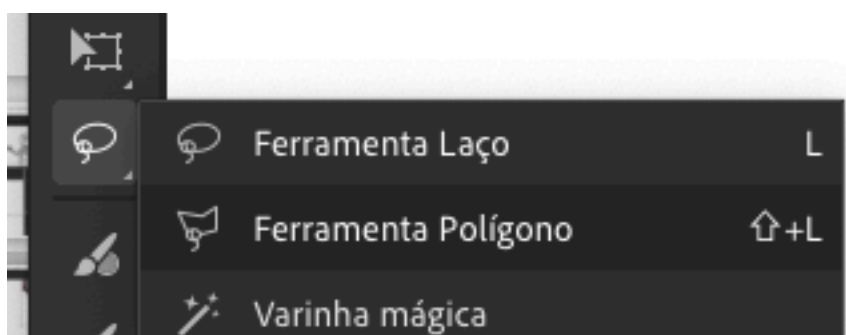 Ferramenta Laço L
Ferramenta Polígono ⇧+L
Varinha mágica